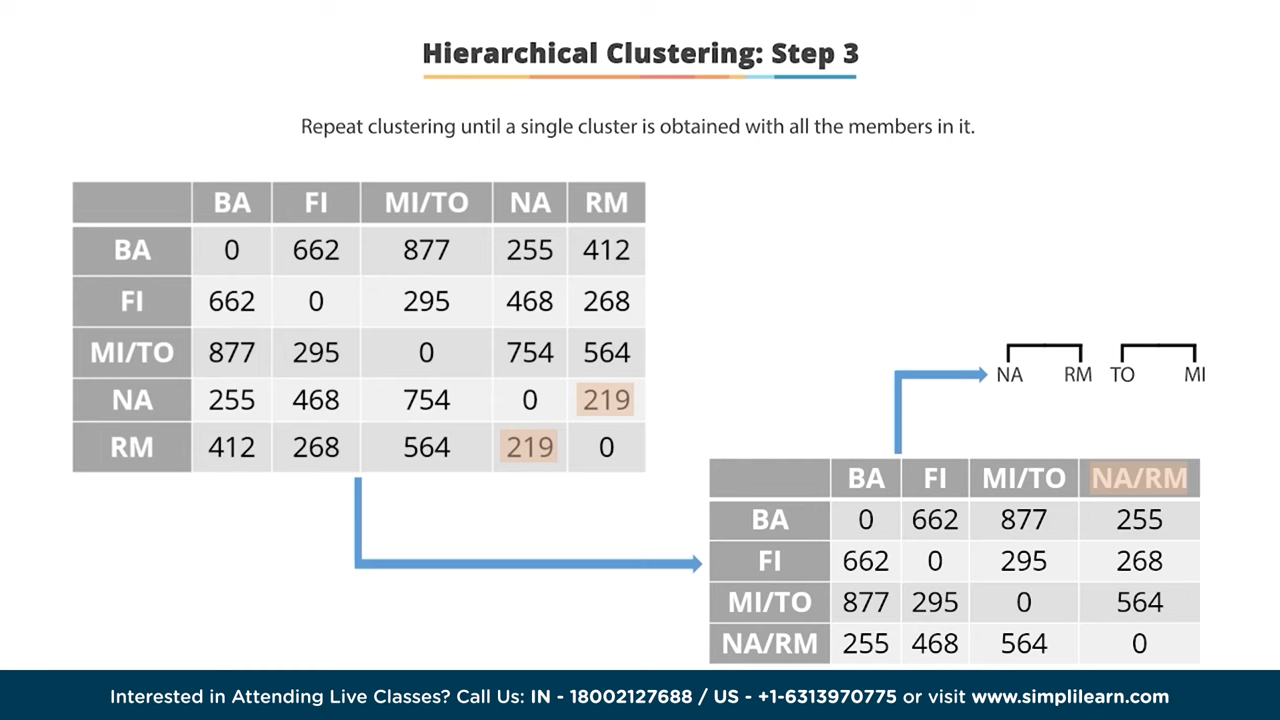 Hierarchical Clustering: Step 3
Repeat clustering until a single cluster is obtained with all the members in it.
BA FI MI/TO NA RM
BA 0 662 877 255 412
FI 662 0 295 468 268
MI/TO 877 295 0 754 564
NA 255 468 754 0 219
RM 412 268 564 219 0
NA RM TO MI
BA FI MI/TO NA/RM
BA 0 662 877 255
FI 662 0 295 268
MI/TO 877 295 0 564
NA/RM 255 468 564 0
Interested in Attending Live Classes? Call Us: IN - 18002127688 / US - +1-6313970775 or visit www.simplilearn.com